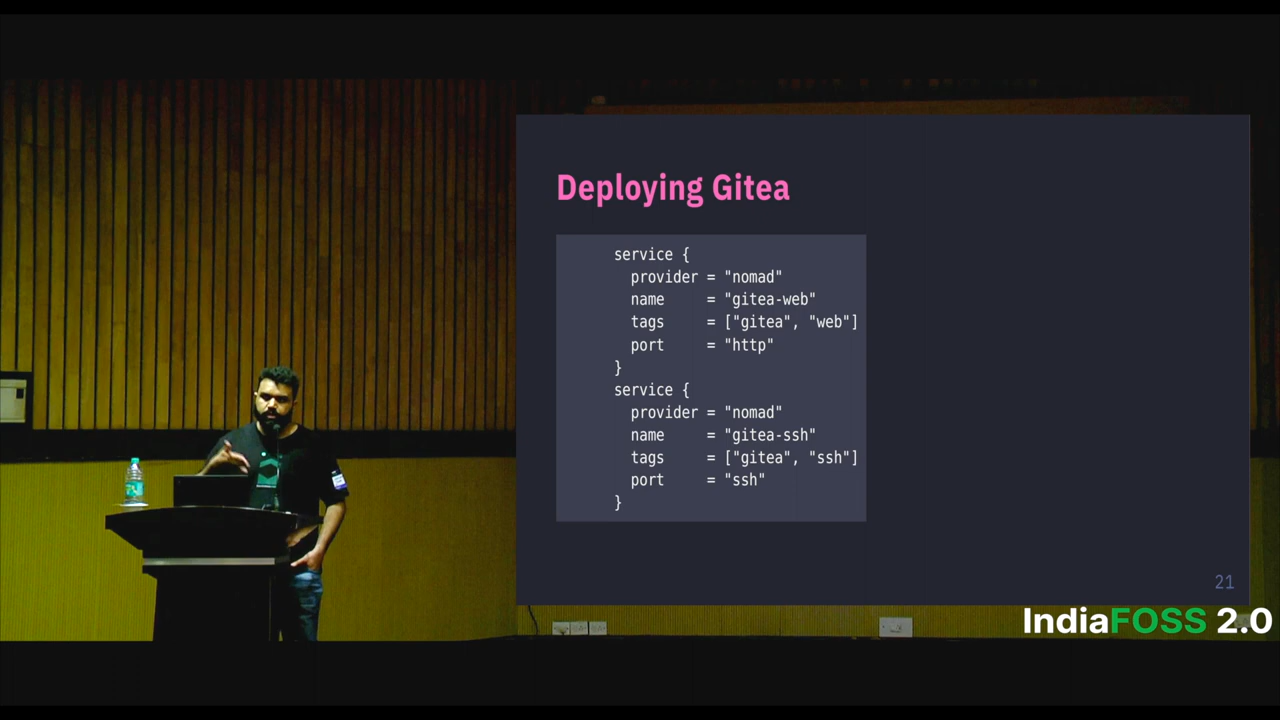 Deploying Gitea
service {
  provider = "nomad"
  name     = "gitea-web"
  tags     = ["gitea", "web"]
  port     = "http"
}
service {
  provider = "nomad"
  name     = "gitea-ssh"
  tags     = ["gitea", "ssh"]
  port     = "ssh"
}
21
IndiaFOSS 2.0